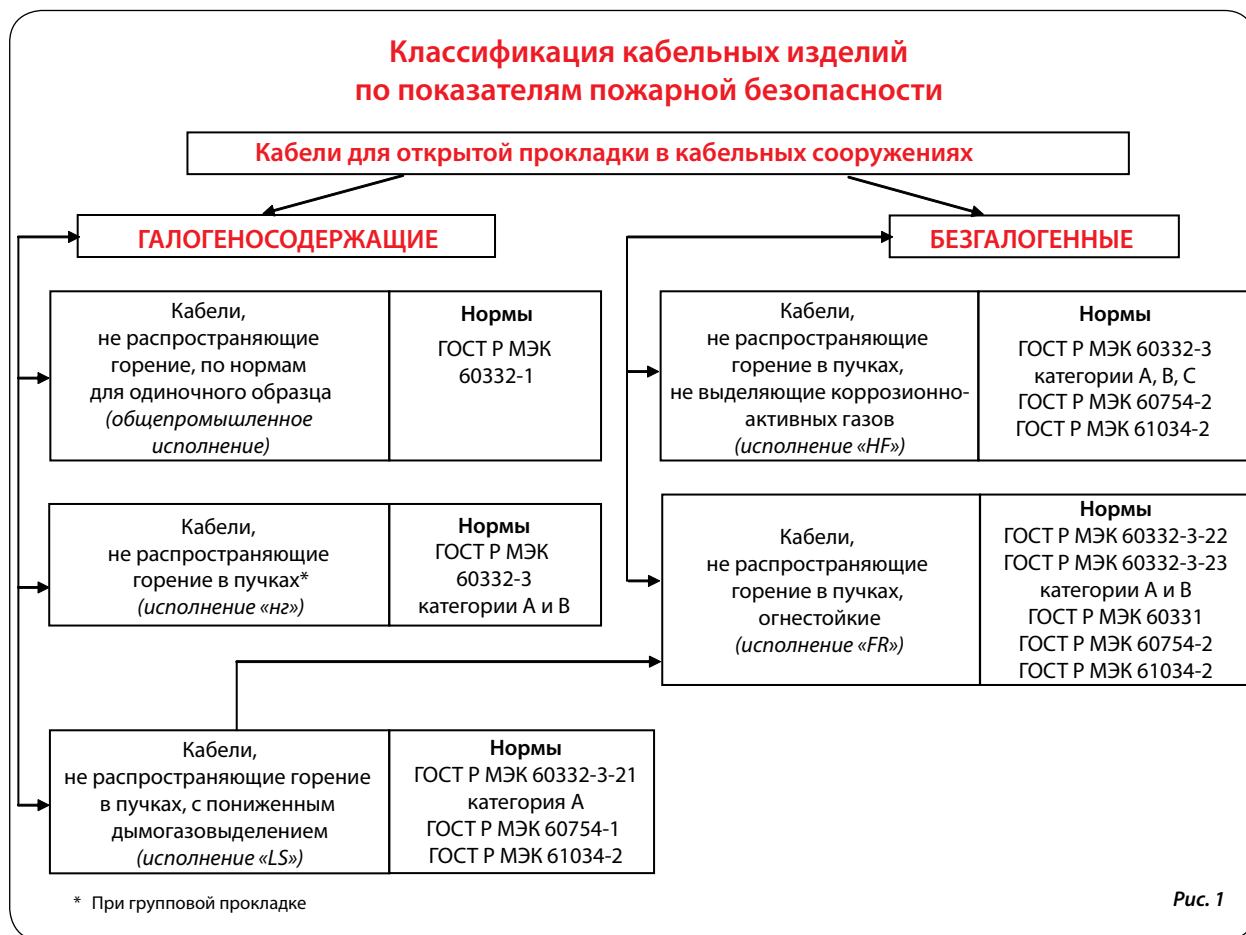 Классификация кабельных изделий
по показателям пожарной безопасности
Кабели для открытой прокладки в кабельных сооружениях
ГАЛОГЕНОСОДЕРЖАЩИЕ
Кабели,
не распространяющие
горение, по нормам
для одиночного образца
(общепромышленное
исполнение)
Нормы
ГОСТ Р МЭК
60332-1
Кабели,
не распространяющие
горение в пучках*
(исполнение «нг»)
Нормы
ГОСТ Р МЭК
60332-3
категории А и В
Кабели,
не распространяющие горение
в пучках, с пониженным
дымогазовыделением
(исполнение «LS»)
Нормы
ГОСТ Р МЭК 60332-3-21
категория А
ГОСТ Р МЭК 60754-1
ГОСТ Р МЭК 61034-2
БЕЗГАЛОГЕННЫЕ
Кабели,
не распространяющие
горение в пучках,
не выделяющие коррозионно-
активных газов
(исполнение «HF»)
Нормы
ГОСТ Р МЭК 60332-3
категории А, В, С
ГОСТ Р МЭК 60754-2
ГОСТ Р МЭК 61034-2
Кабели,
не распространяющие
горение в пучках,
огнестойкие
(исполнение «FR»)
Нормы
ГОСТ Р МЭК 60332-3-22
ГОСТ Р МЭК 60332-3-23
категории А и В
ГОСТ Р МЭК 60331
ГОСТ Р МЭК 60754-2
ГОСТ Р МЭК 61034-2
* При групповой прокладке
Рис. 1